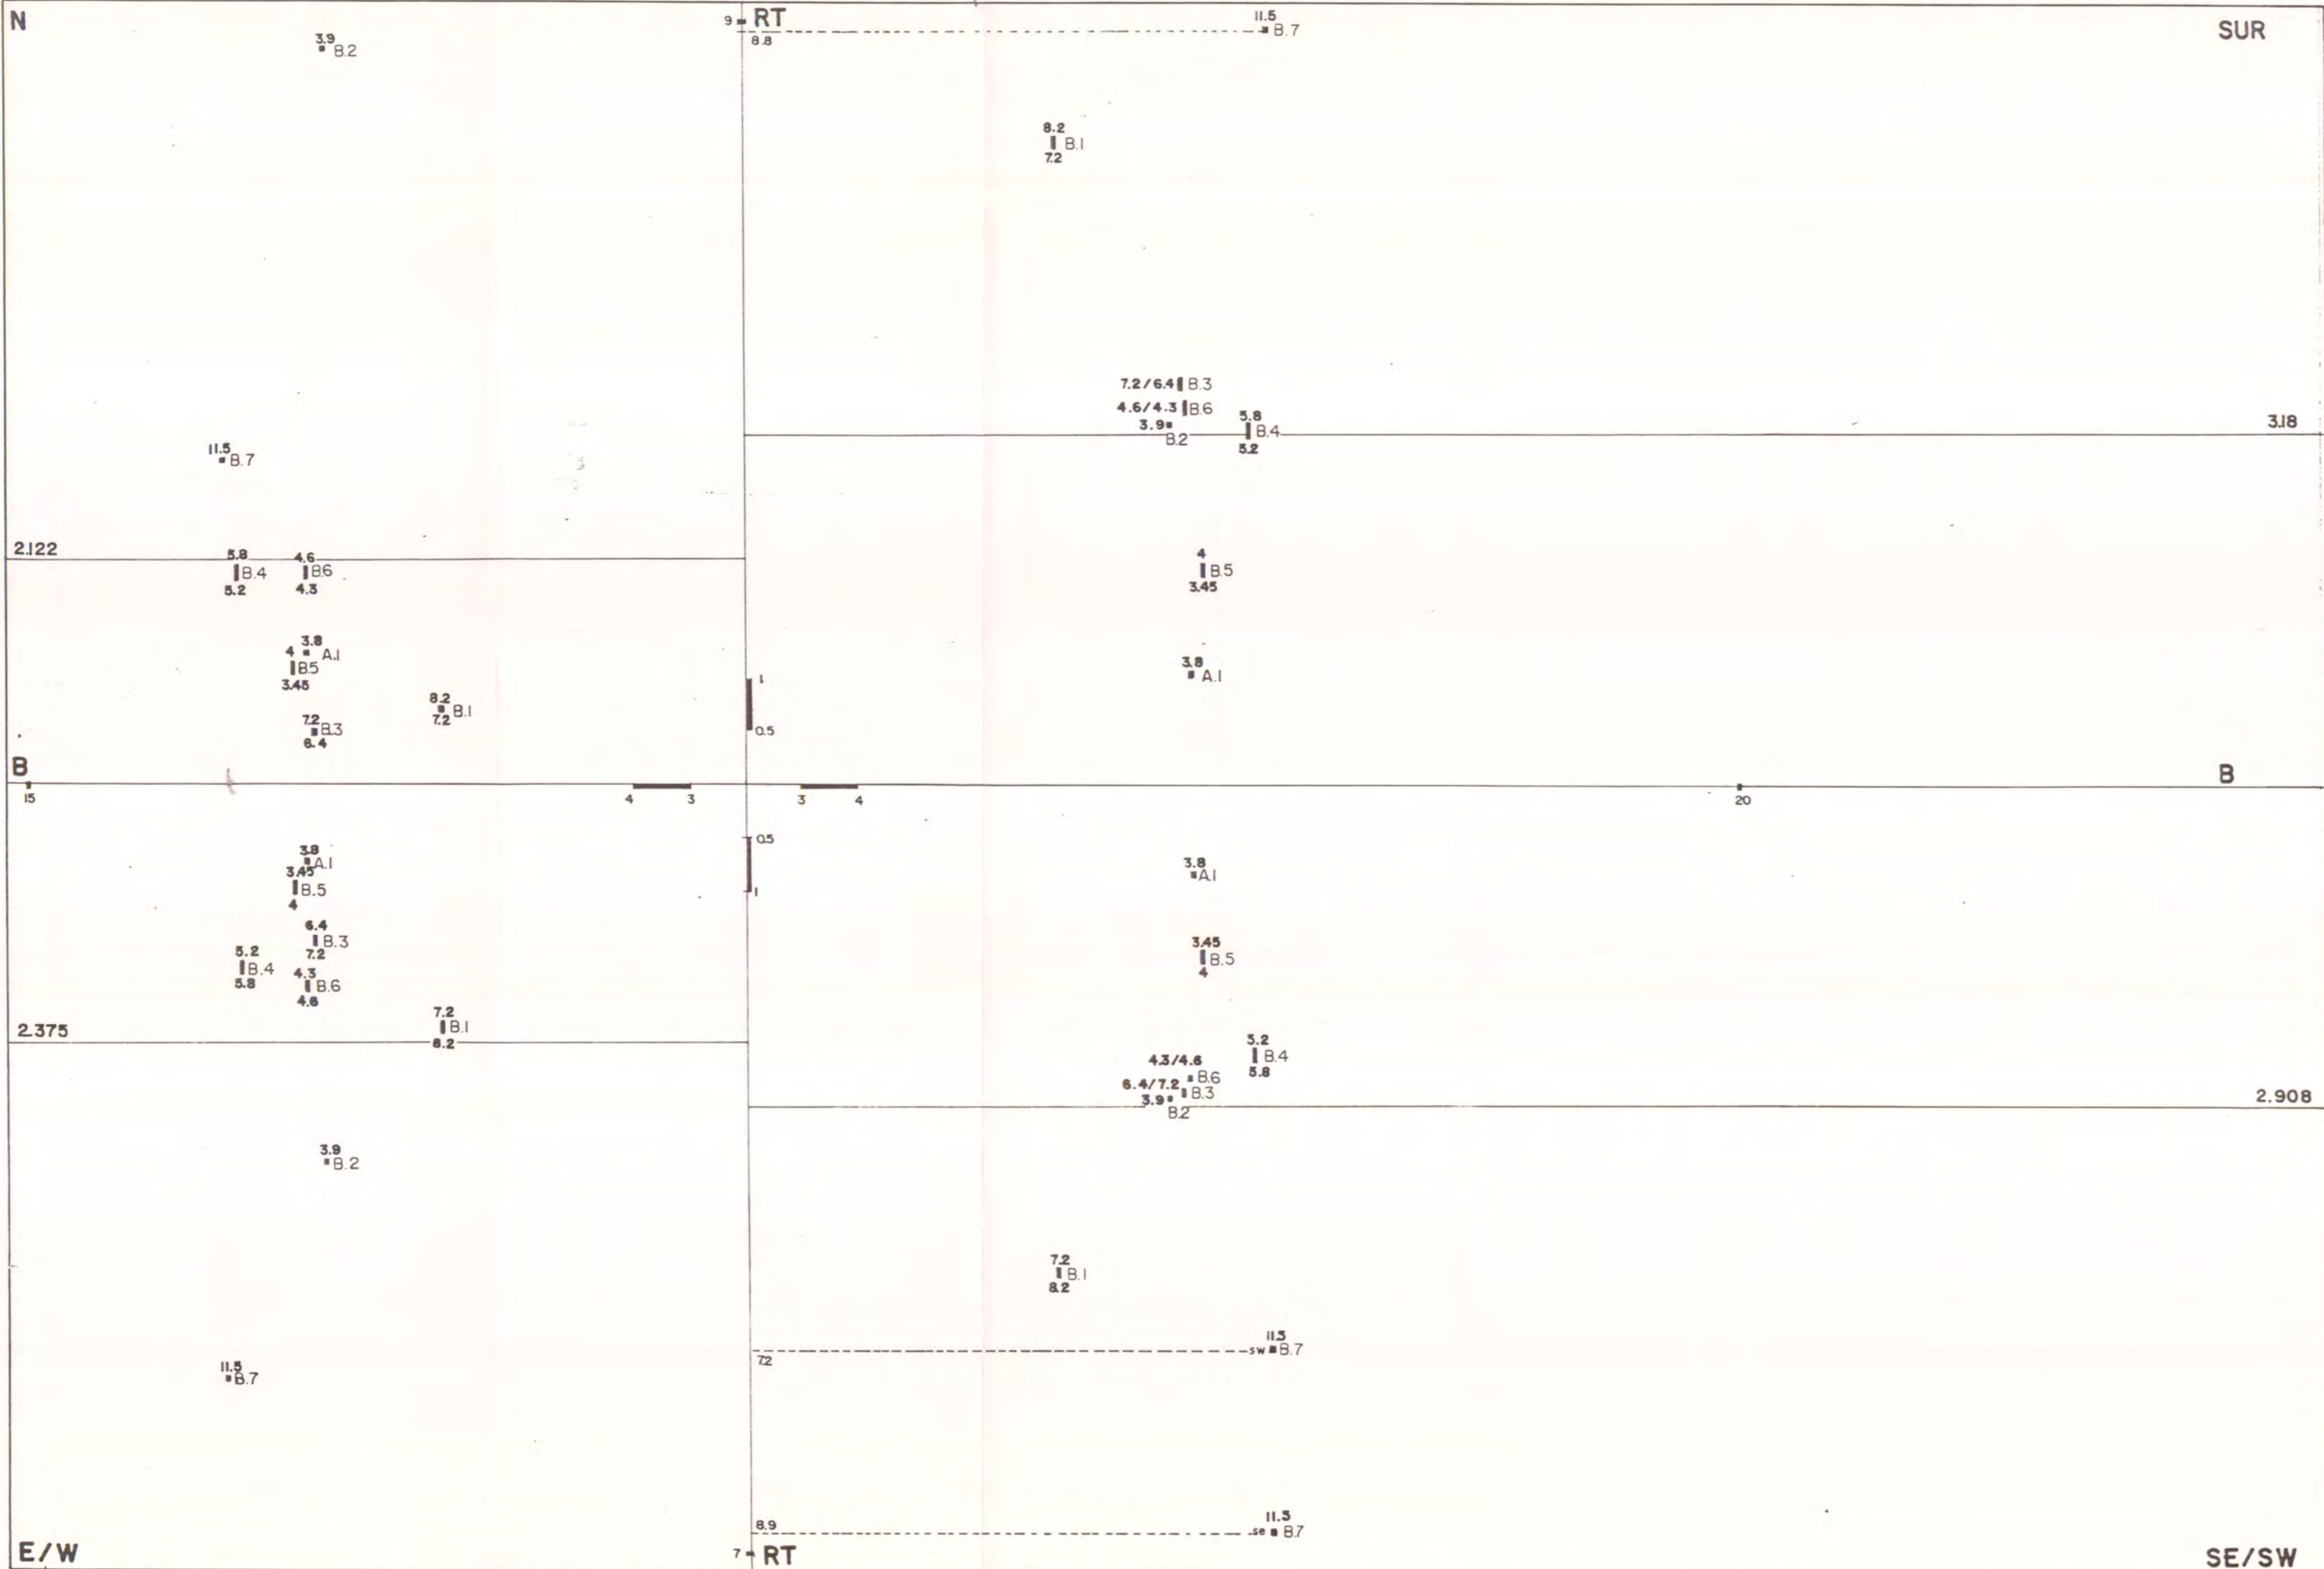 N
9 RT
11.5
B.7
SUR
8.8
3.9
B.2
8.2
B.1
7.2
7.2/6.4 B.3
4.6/4.3 B.6
3.9
B.2
5.8
B.4
5.2
3.18
11.5
B.7
2.122
5.8
B.4
5.2
4.6
B.6
4.3
4
B.5
3.45
3.8
A.1
4
B5
3.45
3.8
A.1
8.2
B.1
7.2
7.2
B.3
6.4
1
0.5
B
B
15
4
3
3
4
20
0.5
1
3.8
A.1
3.45
B.5
4
3.8
A.1
6.4
B.3
7.2
5.2
B.4
5.8
4.3
B.6
4.6
3.45
B.5
4
7.2
B.1
8.2
2.375
5.2
B.4
5.8
4.3/4.6
B.6
6.4/7.2
B.3
3.9
B.2
2.908
3.9
B.2
7.2
B.1
8.2
11.5
7.2
sw B.7
11.5
B.7
11.5
8.9
se B.7
E/W
7 RT
SE/SW